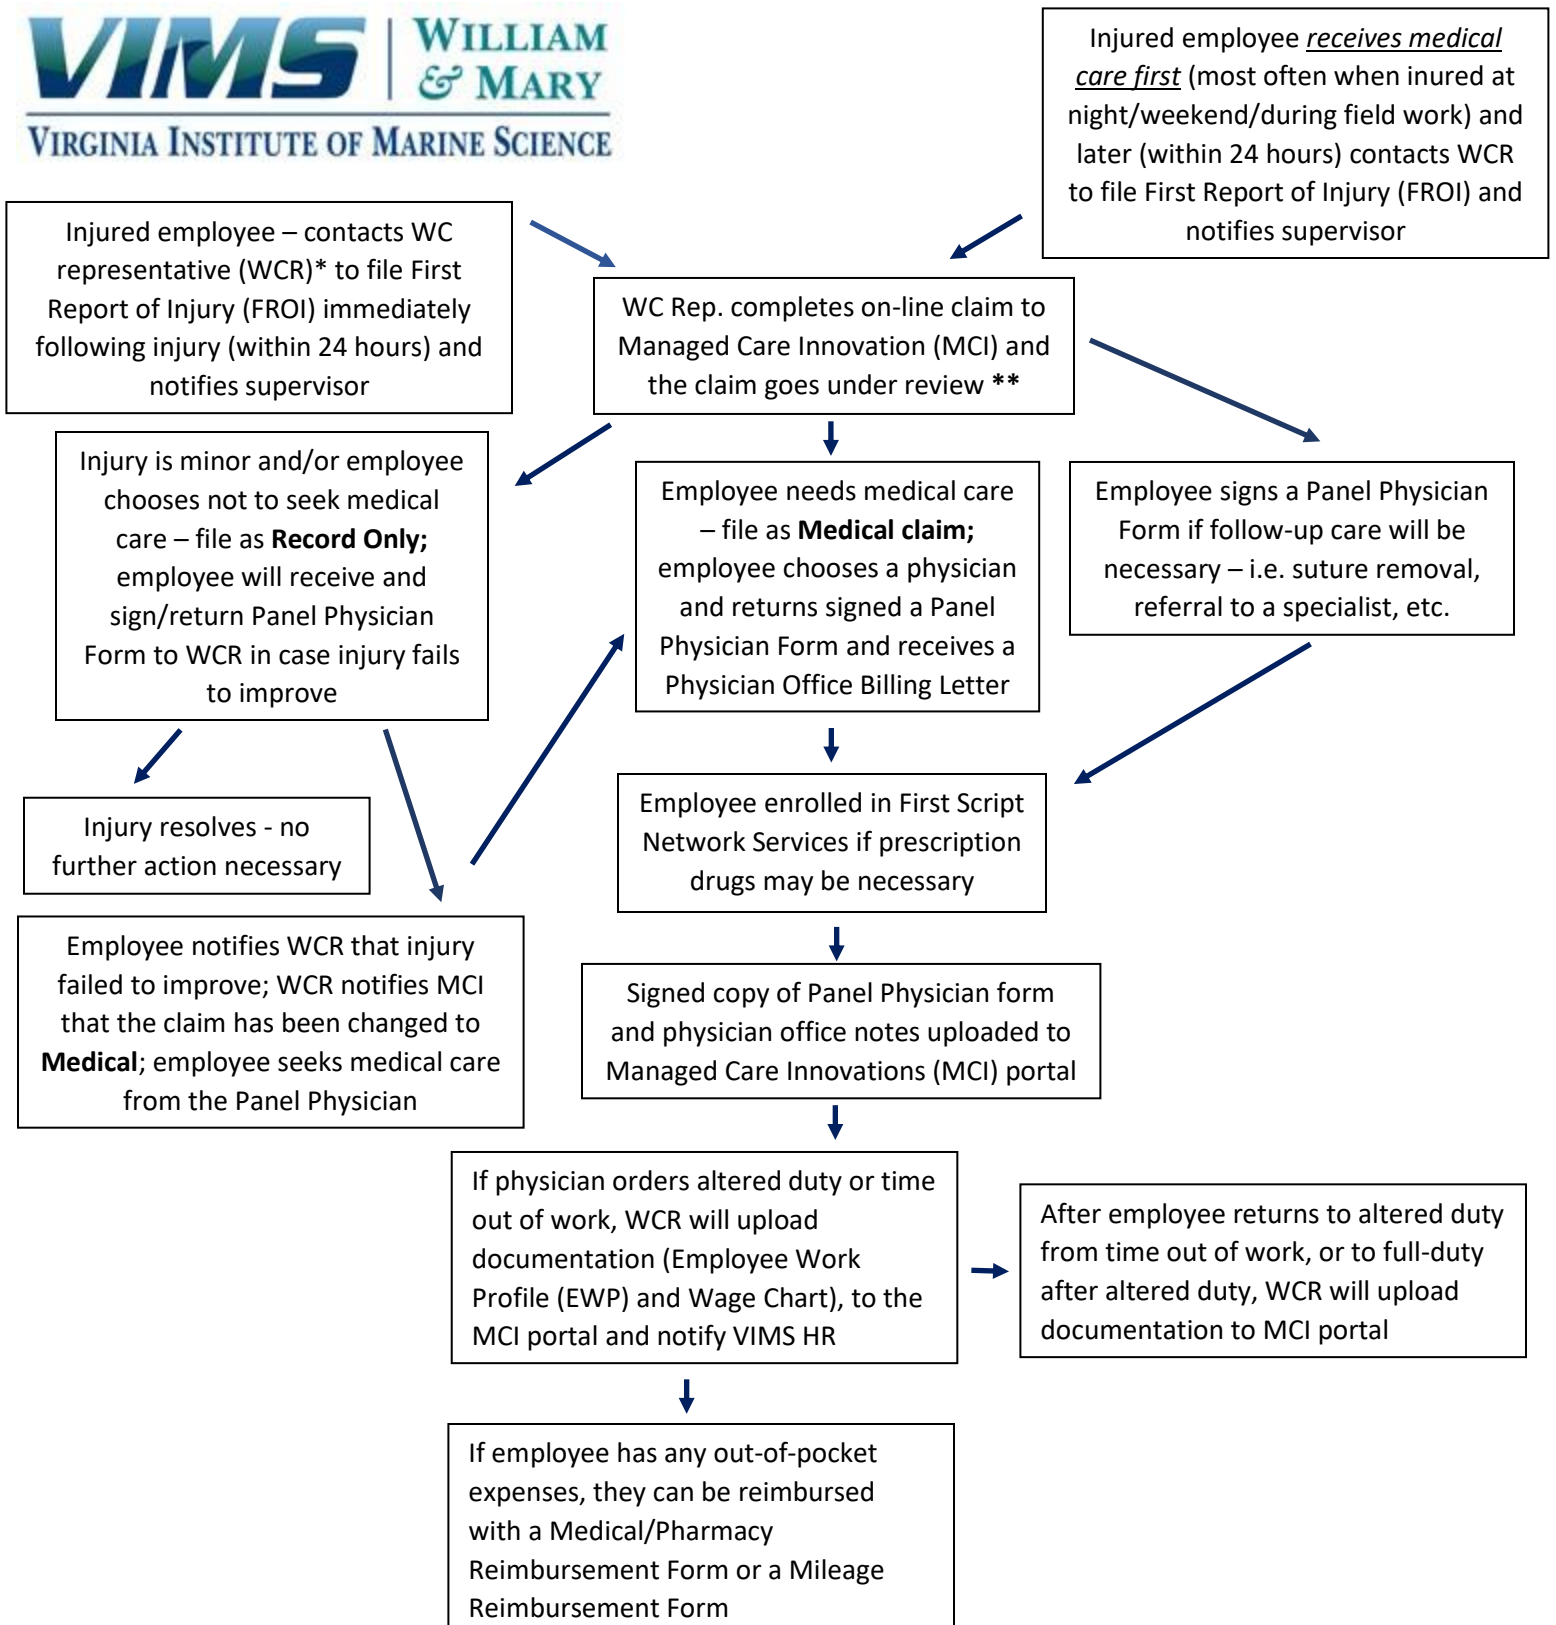 VIMS
WILLIAM
& MARY
VIRGINIA INSTITUTE OF MARINE SCIENCE
Injured employee receives medical
care first (most often when inured at
night/weekend/during field work) and
later (within 24 hours) contacts WCR
to file First Report of Injury (FROI) and
notifies supervisor
Injured employee – contacts WC
representative (WCR)* to file First
Report of Injury (FROI) immediately
following injury (within 24 hours) and
notifies supervisor
WC Rep. completes on-line claim to
Managed Care Innovation (MCI) and
the claim goes under review **
Injury is minor and/or employee
chooses not to seek medical
care – file as Record Only;
employee will receive and
sign/return Panel Physician
Form to WCR in case injury fails
to improve
Employee needs medical care
– file as Medical claim;
employee chooses a physician
and returns signed a Panel
Physician Form and receives a
Physician Office Billing Letter
Employee signs a Panel Physician
Form if follow-up care will be
necessary – i.e. suture removal,
referral to a specialist, etc.
Injury resolves - no
further action necessary
Employee enrolled in First Script
Network Services if prescription
drugs may be necessary
Employee notifies WCR that injury
failed to improve; WCR notifies MCI
that the claim has been changed to
Medical; employee seeks medical care
from the Panel Physician
Signed copy of Panel Physician form
and physician office notes uploaded to
Managed Care Innovations (MCI) portal
If physician orders altered duty or time
out of work, WCR will upload
documentation (Employee Work
Profile (EWP) and Wage Chart), to the
MCI portal and notify VIMS HR
After employee returns to altered duty
from time out of work, or to full-duty
after altered duty, WCR will upload
documentation to MCI portal
If employee has any out-of-pocket
expenses, they can be reimbursed
with a Medical/Pharmacy
Reimbursement Form or a Mileage
Reimbursement Form